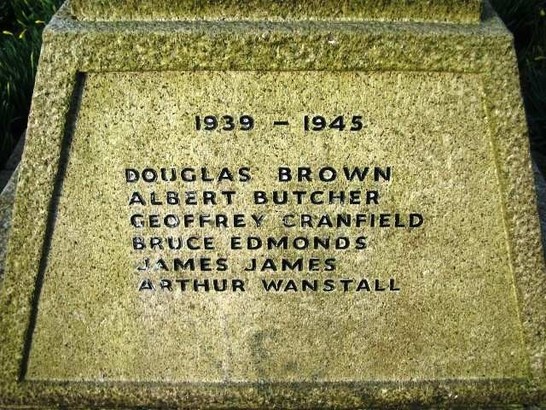 1939 – 1945
DOUGLAS BROWN
ALBERT BUTCHER
GEOFFREY CRANFIELD
BRUCE EDMONDS
JAMES JAMES
ARTHUR WANSTALL